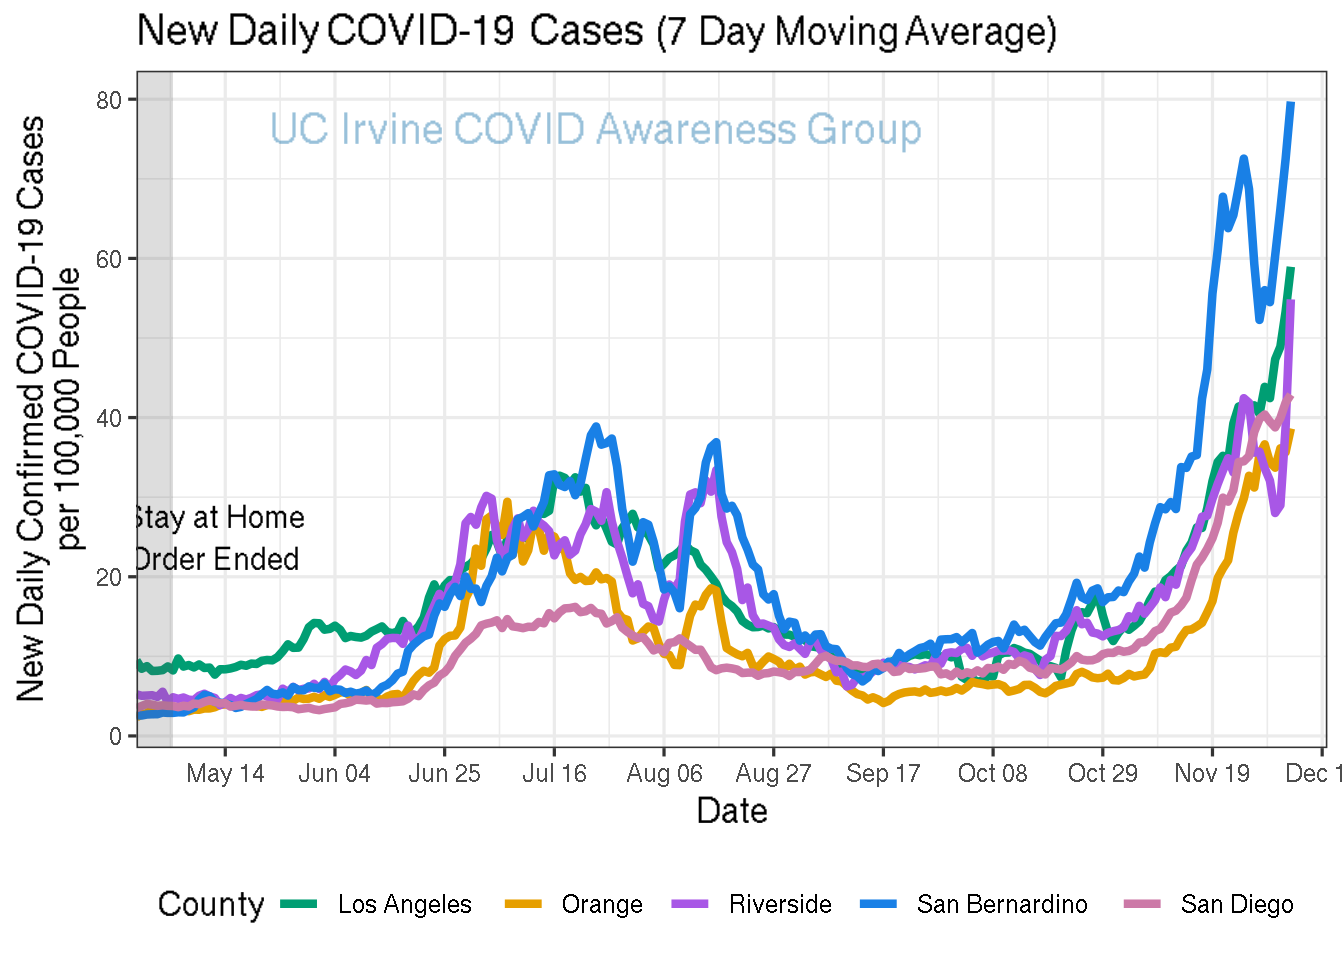 New Daily COVID-19 Cases (7 Day Moving Average)
UC Irvine COVID Awareness Group
New Daily Confirmed COVID-19 Cases
per 100,000 People
80
60
40
20
0
Stay at Home
Order Ended
May 14 Jun 04 Jun 25 Jul 16 Aug 06 Aug 27 Sep 17 Oct 08 Oct 29 Nov 19 Dec 1
Date
County Los Angeles Orange Riverside San Bernardino San Diego